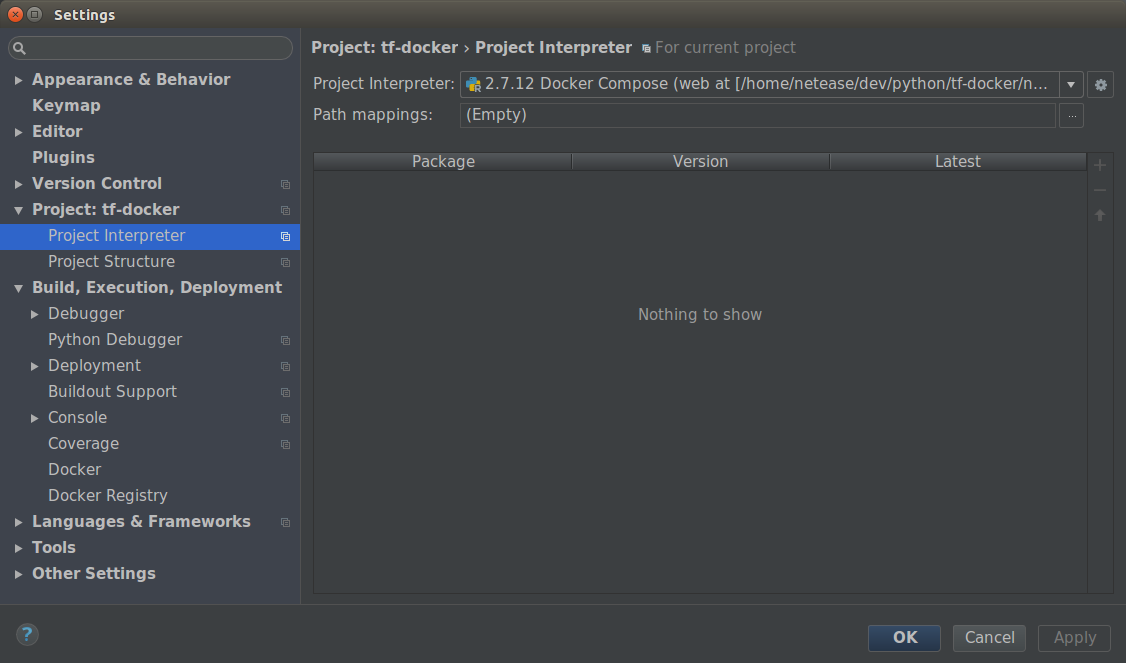 Settings
Project: tf-docker › Project Interpreter For current project
Appearance & Behavior
Keymap
Editor
Plugins
Version Control
Project: tf-docker
Project Interpreter
Project Structure
Build, Execution, Deployment
Debugger
Python Debugger
Deployment
Buildout Support
Console
Coverage
Docker
Docker Registry
Languages & Frameworks
Tools
Other Settings
Project Interpreter: 2.7.12 Docker Compose (web at [/home/netease/dev/python/tf-docker/n...
Path mappings: (Empty) ...
Package Version Latest
Nothing to show
? OK Cancel Apply